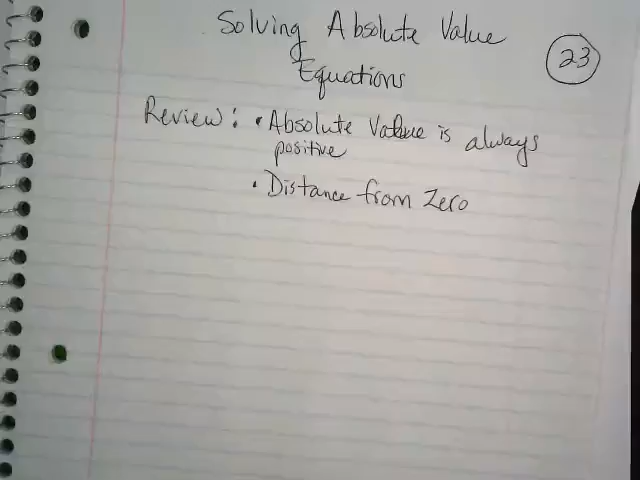 Solving Absolute Value
Equations
23
Review: • Absolute Value is always
positive
• Distance from Zero